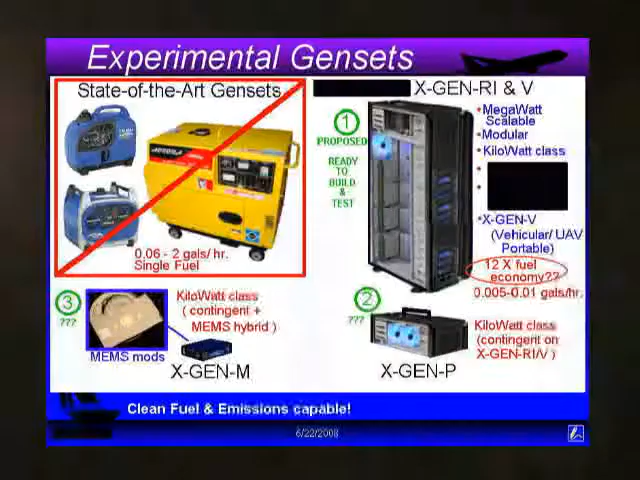 Experimental Gensets
State-of-the-Art Gensets
0.06 - 2 gals/ hr.
Single Fuel
X-GEN-RI & V
1
PROPOSED
READY
TO
BUILD
&
TEST
• MegaWatt
Scalable
• Modular
• KiloWatt class
•
•
• X-GEN-V
(Vehicular/ UAV
Portable)
12 X fuel
economy??
0.005-0.01 gals/hr.
3
???
MEMS mods
KiloWatt class
( contingent +
MEMS hybrid )
X-GEN-M
2
???
X-GEN-P
KiloWatt class
(contingent on
X-GEN-RI/V )
Clean Fuel & Emissions capable!
6/22/2008